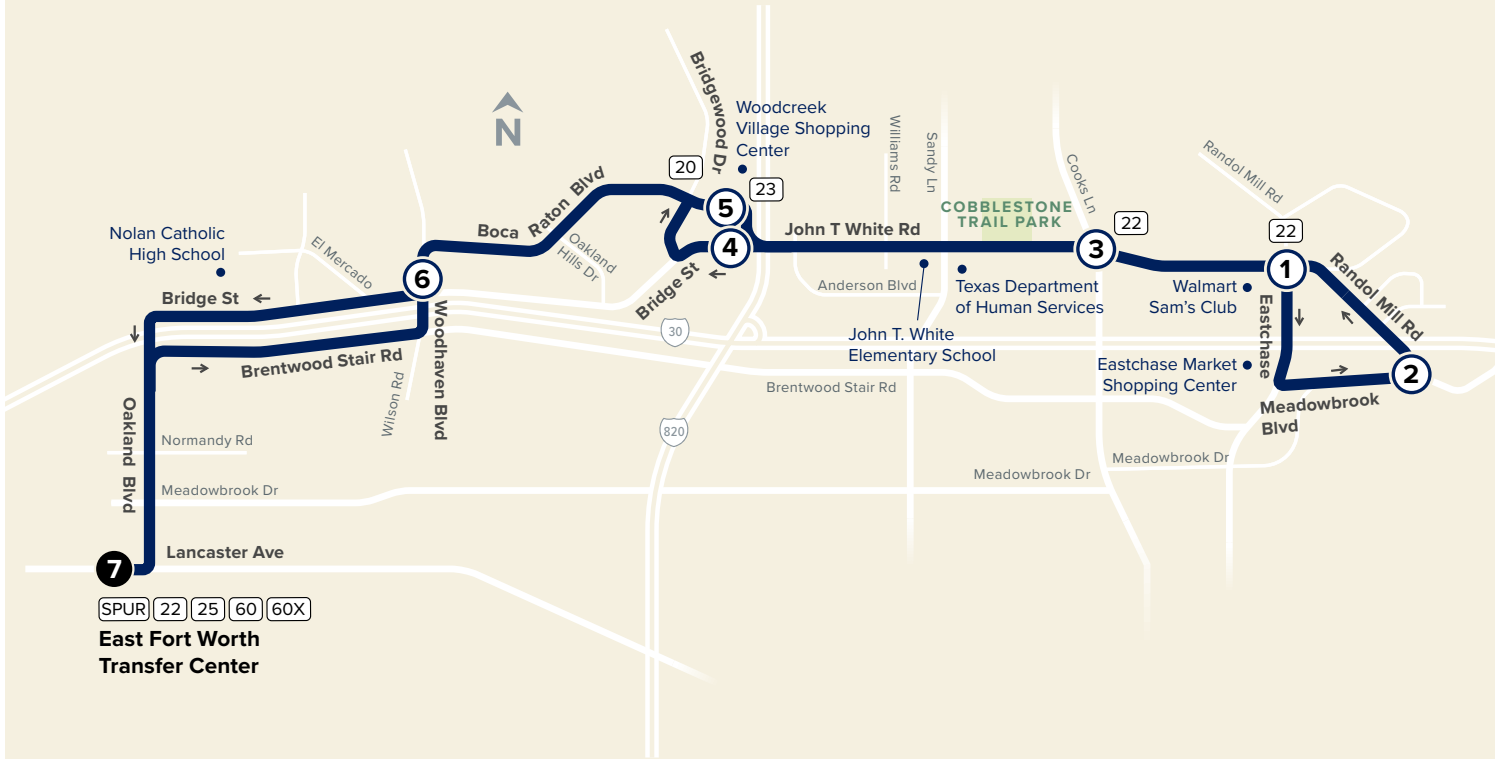 Bridgewood Dr
Woodcreek
Village Shopping
Center
20
23
Williams Rd
Sandy Ln
Cooks Ln
Randol Mill Rd
N
COBBLESTONE
TRAIL PARK
22
22
5
4
3
1
John T White Rd
Boca Raton Blvd
Oakland
Hills Dr
Nolan Catholic
High School
El Mercado
6
Bridge St
Bridge St
Anderson Blvd
Texas Department
of Human Services
John T. White
Elementary School
Walmart
Sam's Club
Randol Mill Rd
Eastchase
Eastchase Market
Shopping Center
2
Meadowbrook
Blvd
30
Brentwood Stair Rd
Woodhaven Blvd
Wilson Rd
Brentwood Stair Rd
820
Oakland Blvd
Normandy Rd
Meadowbrook Dr
Meadowbrook Dr
Meadowbrook Dr
Lancaster Ave
7
SPUR 22 25 60 60X
East Fort Worth
Transfer Center